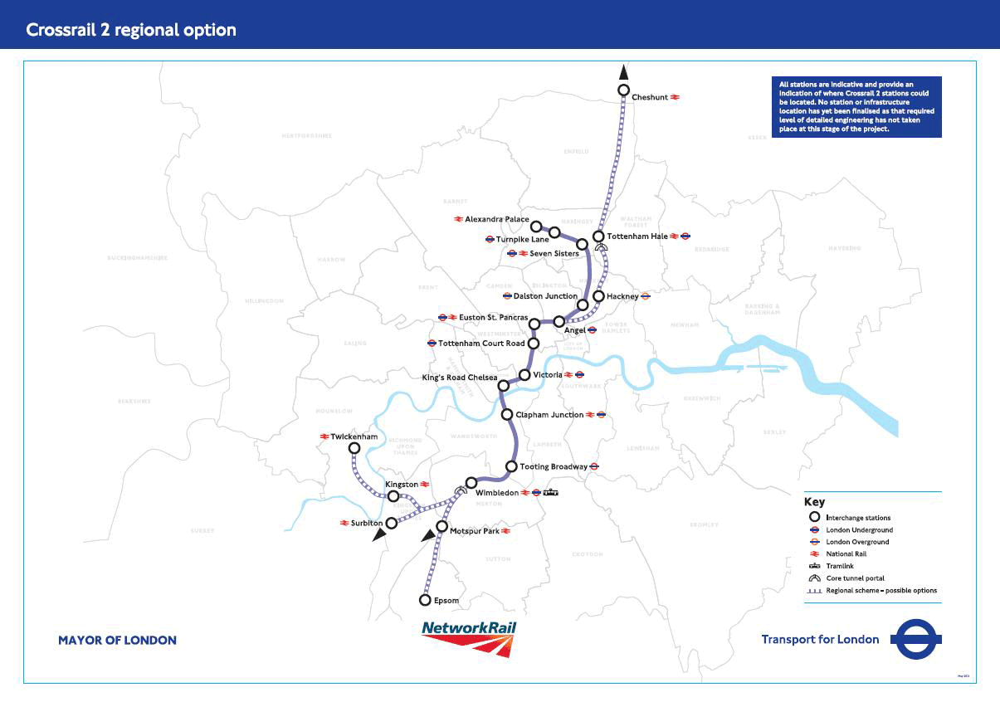 Crossrail 2 regional option
All stations are indicative and provide an
indication of where Crossrail 2 stations could
be located. No station or infrastructure
location has yet been finalised as that required
level of detailed engineering has not taken
place at this stage of the project.
Cheshunt
HERTFORDSHIRE
ESSEX
ENFIELD
BARNET
Alexandra Palace
HARINGEY
WALTHAM
FOREST
Turnpike Lane
Tottenham Hale
Seven Sisters
REDBRIDGE
HAVERING
BUCKINGHAMSHIRE
HARROW
BRENT
CAMDEN
ISLINGTON
Dalston Junction
Hackney
HILLINGDON
BARKING &
DAGENHAM
Euston St. Pancras
Angel
TOWER
HAMLETS
NEWHAM
WESTMINSTER
EALING
Tottenham Court Road
CITY OF
LONDON
King's Road Chelsea
Victoria
HAMMERSMITH
SOUTHWARK
BERKSHIRE
GREENWICH
HOUNSLOW
Clapham Junction
Twickenham
RICHMOND
UPON
THAMES
WANDSWORTH
LAMBETH
LEWISHAM
BEXLEY
Tooting Broadway
Kingston
Wimbledon
MERTON
Surbiton
Motspur Park
SURREY
BROMLEY
SUTTON
CROYDON
Epsom
Key
Interchange stations
London Underground
London Overground
National Rail
Tramlink
Core tunnel portal
Regional scheme – possible options
MAYOR OF LONDON
NetworkRail
Transport for London